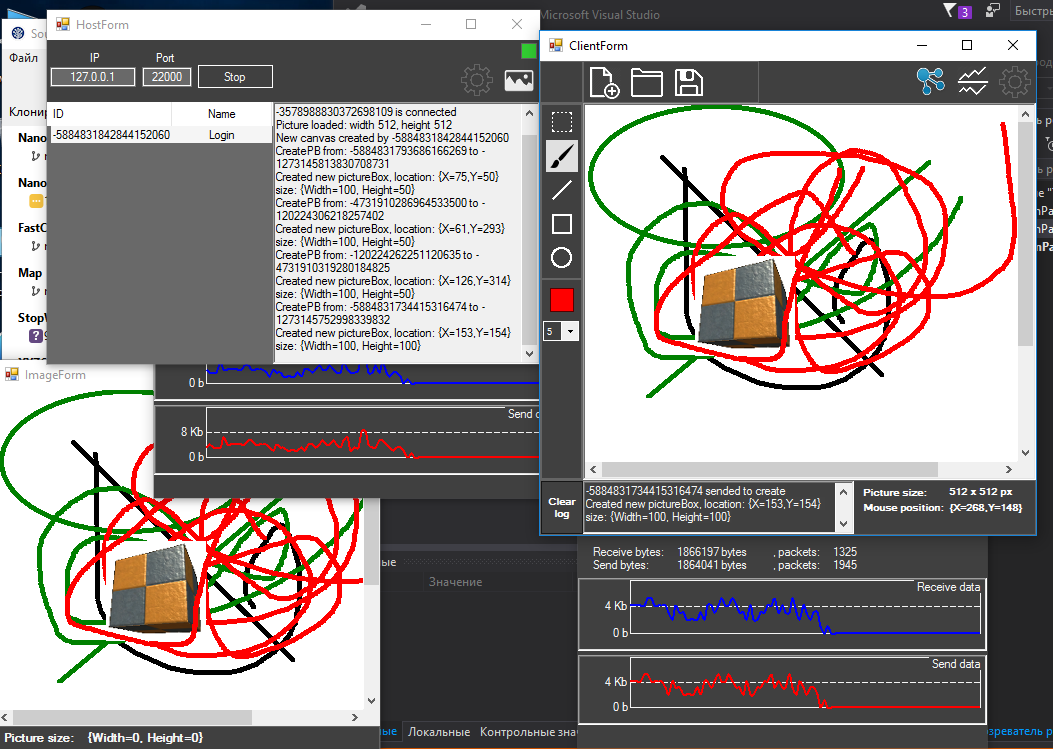 HostForm
IP
Port
127.0.0.1
22000
Stop
ID
Name
-5884831842844152060
Login
-3578988830372698109 is connected
Picture loaded: width 512, height 512
New canvas created by -5884831842844152060
CreatePB from: -5884831793686166269 to -
1273145813830708731
Created new pictureBox, location: {X=75,Y=50}
size: {Width=100, Height=50}
CreatePB from: -4731910286964533500 to -
120224306218257402
Created new pictureBox, location: {X=61,Y=293}
size: {Width=100, Height=50}
CreatePB from: -120224262251120635 to -
4731910319280184825
Created new pictureBox, location: {X=126,Y=314}
size: {Width=100, Height=50}
CreatePB from: -5884831734415316474 to -
1273145752998339832
Created new pictureBox, location: {X=153,Y=154}
size: {Width=100, Height=100}
Microsoft Visual Studio
3
Быстры
ClientForm
5
Clear
log
-5884831734415316474 sended to create
Created new pictureBox, location: {X=153,Y=154}
size: {Width=100, Height=100}
Picture size: 512 x 512 px
Mouse position: {X=268,Y=148}
Файл
Nano
Nano
FastC
Map
ImageForm
0 b
8 Kb
0 b
Picture size: {Width=0, Height=0}
Receive bytes: 1866197 bytes , packets: 1325
Send bytes: 1864041 bytes , packets: 1945
Значение
Receive data
4 Kb
0 b
Send data
4 Kb
0 b
Локальные